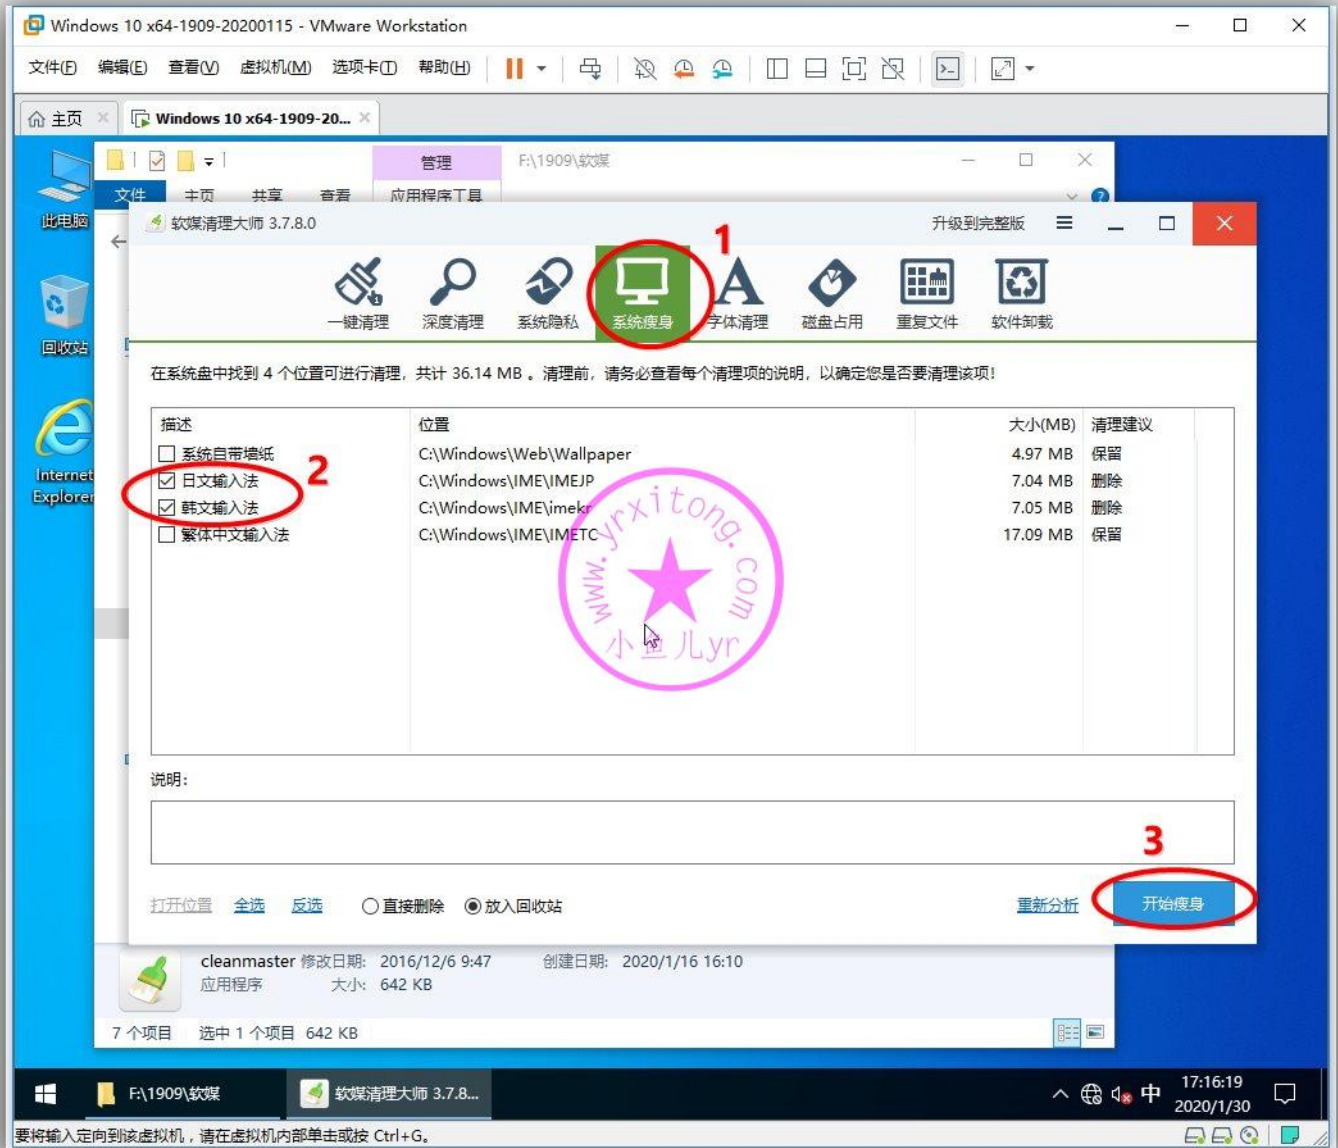 Windows 10 x64-1909-20200115 - VMware Workstation
文件(F) 编辑(E) 查看(V) 虚拟机(M) 选项卡(T) 帮助(H)
主页 Windows 10 x64-1909-20...
管理 F:\1909\软媒
文件 主页 共享 查看 应用程序工具
此电脑
回收站
Internet
Explorer
软媒清理大师 3.7.8.0 升级到完整版
1
一键清理 深度清理 系统隐私 系统瘦身 字体清理 磁盘占用 重复文件 软件卸载
在系统盘中找到 4 个位置可进行清理，共计 36.14 MB 。清理前，请务必查看每个清理项的说明，以确定您是否要清理该项！
描述 位置 大小(MB) 清理建议
系统自带墙纸 C:\Windows\Web\Wallpaper 4.97 MB 保留
2
日文输入法 C:\Windows\IME\IMEJP 7.04 MB 删除
韩文输入法 C:\Windows\IME\imekr 7.05 MB 删除
繁体中文输入法 C:\Windows\IME\IMETC 17.09 MB 保留
www.yrxitong.com
小鱼儿yr
说明：
3
打开位置 全选 反选 直接删除 放入回收站 重新分析 开始瘦身
cleanmaster 修改日期: 2016/12/6 9:47 创建日期: 2020/1/16 16:10
应用程序 大小: 642 KB
7 个项目 选中 1 个项目 642 KB
F:\1909\软媒 软媒清理大师 3.7.8... 中 17:16:19
2020/1/30
要将输入定向到该虚拟机，请在虚拟机内部单击或按 Ctrl+G。